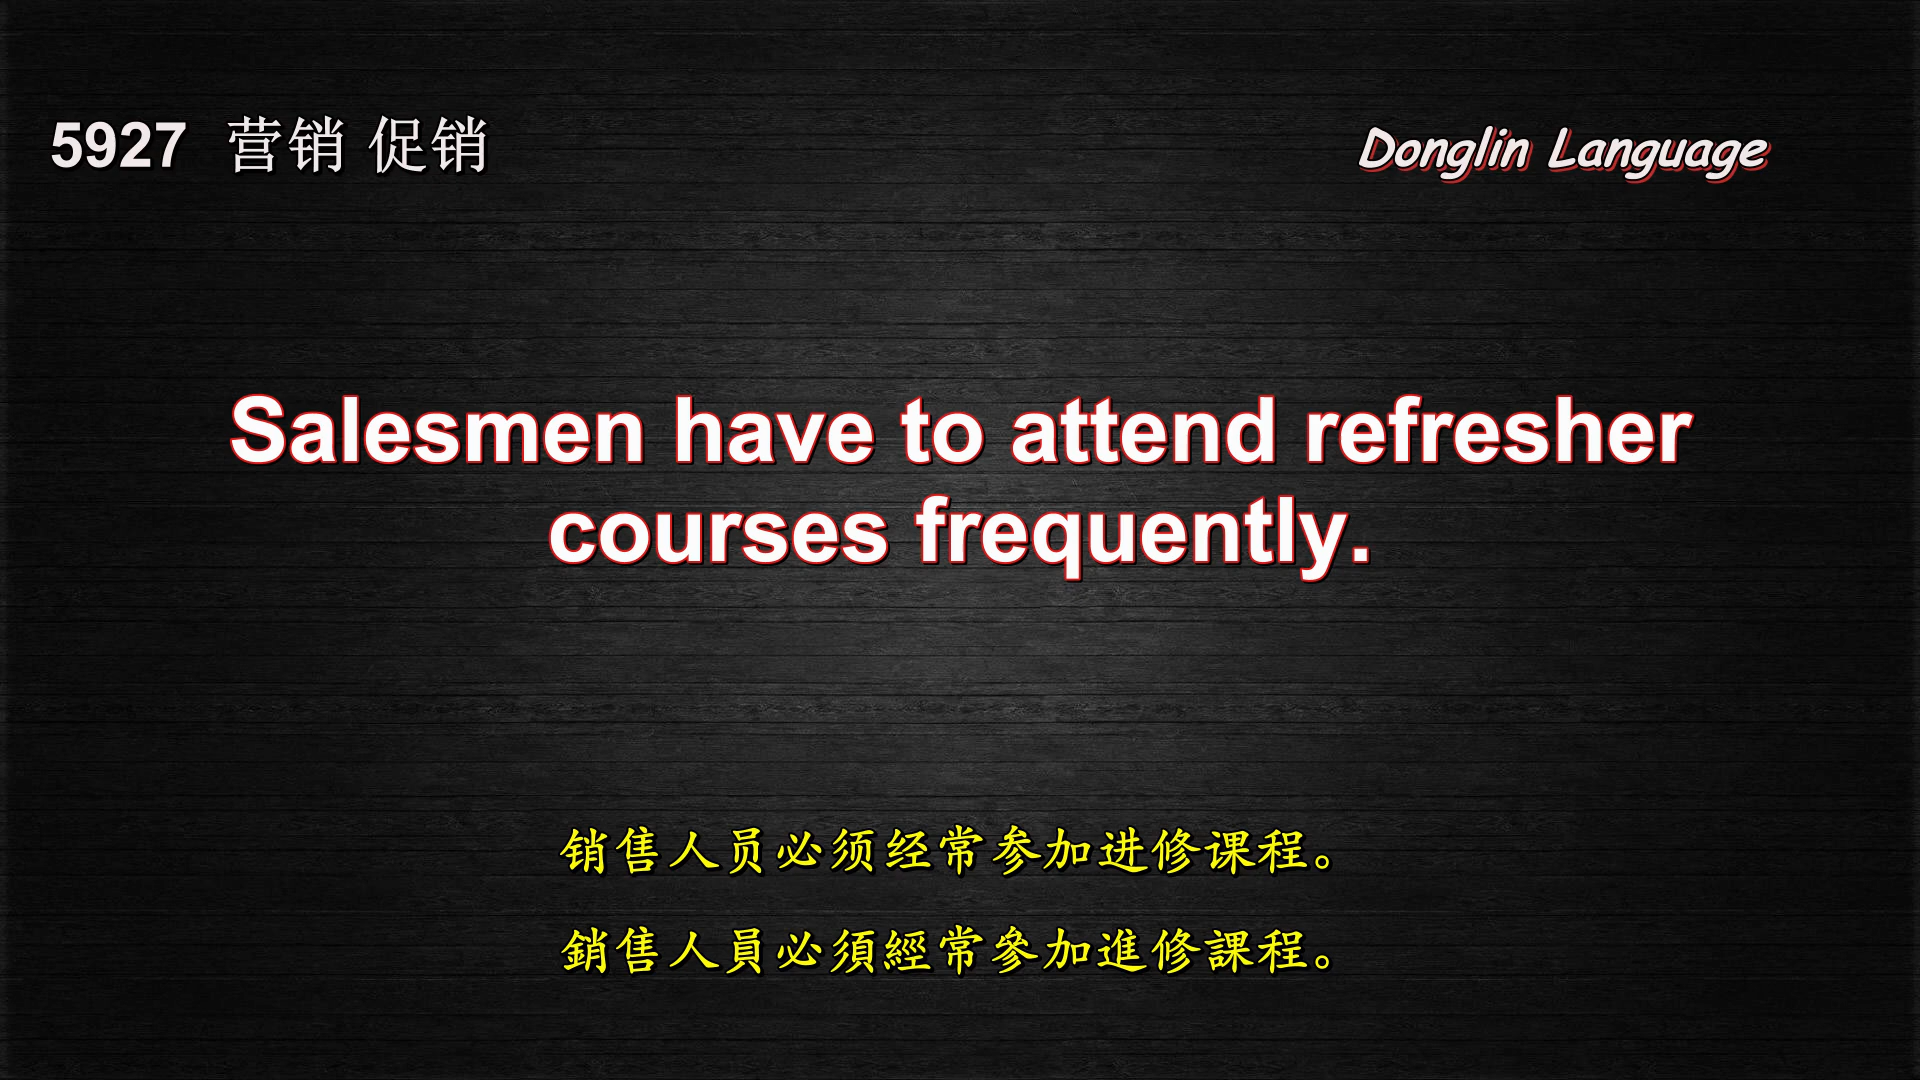 5927 营销 促销
Donglin Language
Salesmen have to attend refresher
courses frequently.
销售人员必须经常参加进修课程。
銷售人員必須經常參加進修課程。